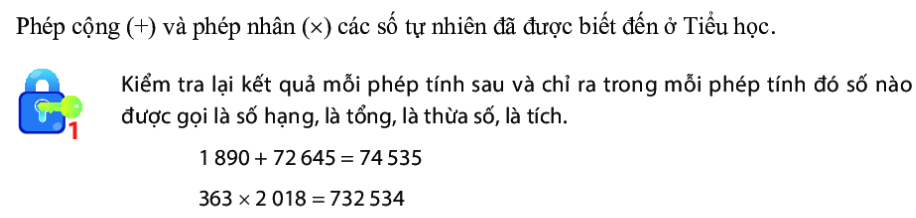 Phép cộng (+) và phép nhân (×) các số tự nhiên đã được biết đến ở Tiểu học.
Kiểm tra lại kết quả mỗi phép tính sau và chỉ ra trong mỗi phép tính đó số nào
được gọi là số hạng, là tổng, là thừa số, là tích.
1
1 890 + 72 645 = 74 535
363 × 2 018 = 732 534